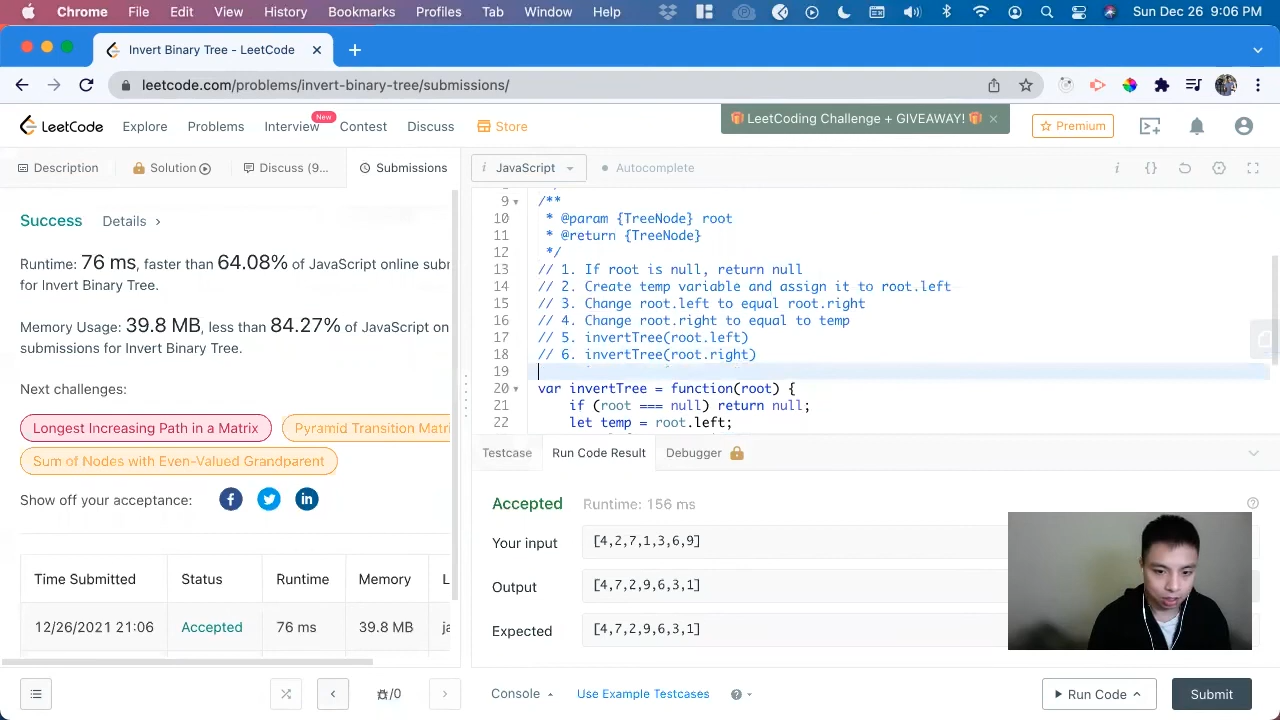 Chrome File Edit View History Bookmarks Profiles Tab Window Help Sun Dec 26 9:06 PM
Invert Binary Tree - LeetCode
leetcode.com/problems/invert-binary-tree/submissions/
LeetCode Explore Problems Interview New Contest Discuss Store
LeetCoding Challenge + GIVEAWAY!
Premium
Description Solution Discuss (9... Submissions
i JavaScript Autocomplete
Success Details >
Runtime: 76 ms, faster than 64.08% of JavaScript online
for Invert Binary Tree.
Memory Usage: 39.8 MB, less than 84.27% of JavaScript
submissions for Invert Binary Tree.
Next challenges:
Longest Increasing Path in a Matrix Pyramid Transition
Sum of Nodes with Even-Valued Grandparent
Show off your acceptance:
Time Submitted Status Runtime Memory
12/26/2021 21:06 Accepted 76 ms 39.8 MB
9 /**
10 * @param {TreeNode} root
11 * @return {TreeNode}
12 */
13 // 1. If root is null, return null
14 // 2. Create temp variable and assign it to root.left
15 // 3. Change root.left to equal root.right
16 // 4. Change root.right to equal to temp
17 // 5. invertTree(root.left)
18 // 6. invertTree(root.right)
19
20 var invertTree = function(root) {
21 if (root === null) return null;
22 let temp = root.left;
Testcase Run Code Result Debugger
Accepted Runtime: 156 ms
Your input [4,2,7,1,3,6,9]
Output [4,7,2,9,6,3,1]
Expected [4,7,2,9,6,3,1]
/0
Console Use Example Testcases
Run Code Submit